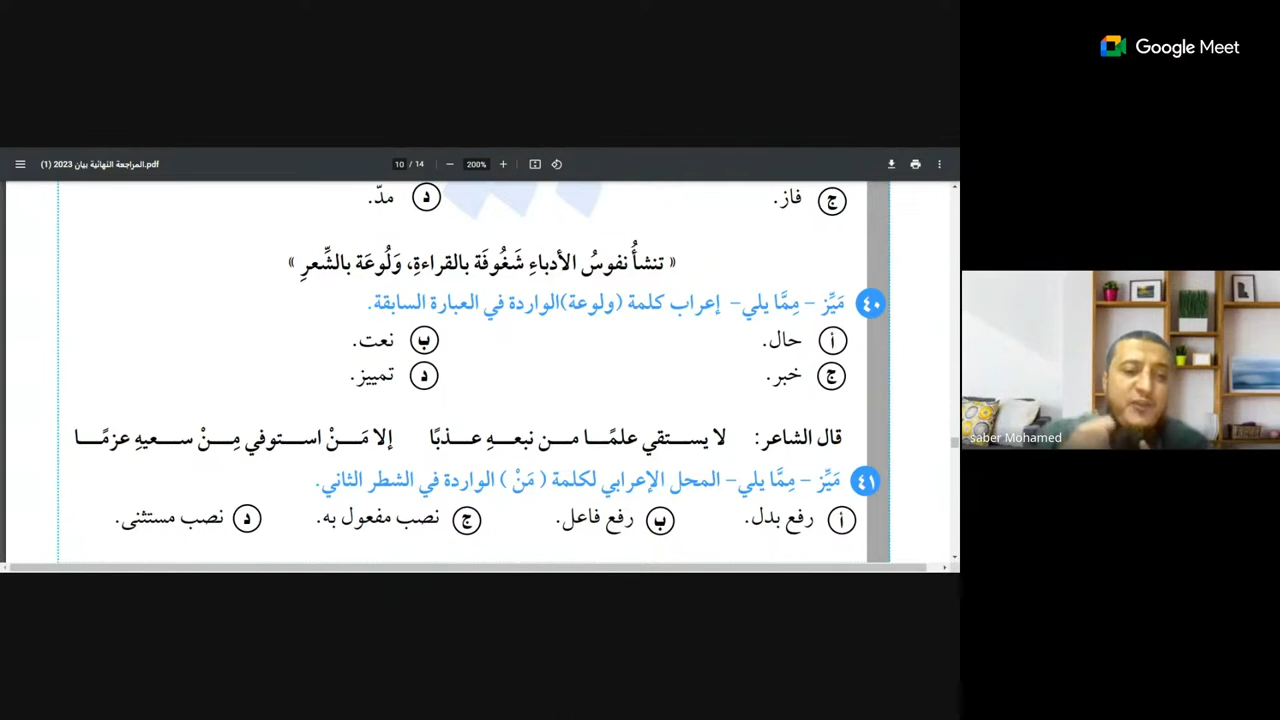 Google Meet
المراجعة النهائية بيان 2023 (1).pdf
10 / 14
200%
ج فاز.
د مدّ.
« تنشأُ نفوسُ الأدباءِ شَغُوفَة بالقراءةِ، وَلُوعَة بالشِّعرِ »
٤٠ مَيِّز - مِمَّا يلي- إعراب كلمة (ولوعة)الواردة في العبارة السابقة.
أ حال.
ب نعت.
ج خبر.
د تمييز.
قال الشاعر: لا يستقي علمًا من نبعهِ عذبًا إلا مَنْ استوفي مِنْ سعيهِ عزمًا
٤١ مَيِّز - مِمَّا يلي- المحل الإعرابي لكلمة ( مَنْ ) الواردة في الشطر الثاني.
أ رفع بدل.
ب رفع فاعل.
ج نصب مفعول به.
د نصب مستثنى.
saber Mohamed